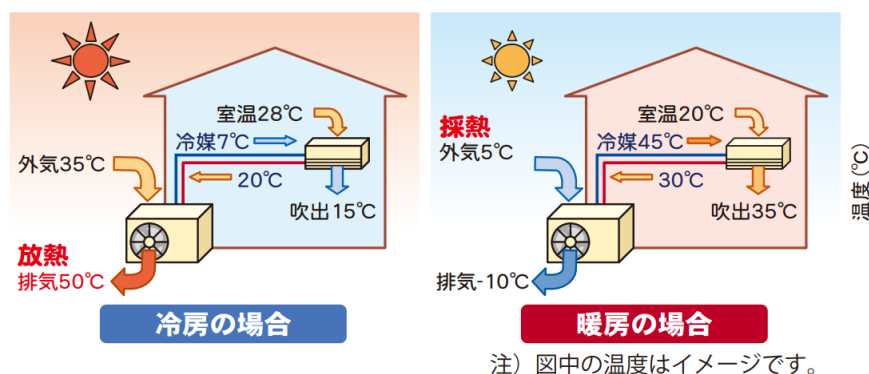 室温28℃
冷媒7℃
外気35℃
20℃
吹出15℃
放熱
排気50℃
冷房の場合
室温20℃
採熱
冷媒45℃
外気5℃
30℃
吹出35℃
排気-10℃
暖房の場合
温度(℃)
注）図中の温度はイメージです。